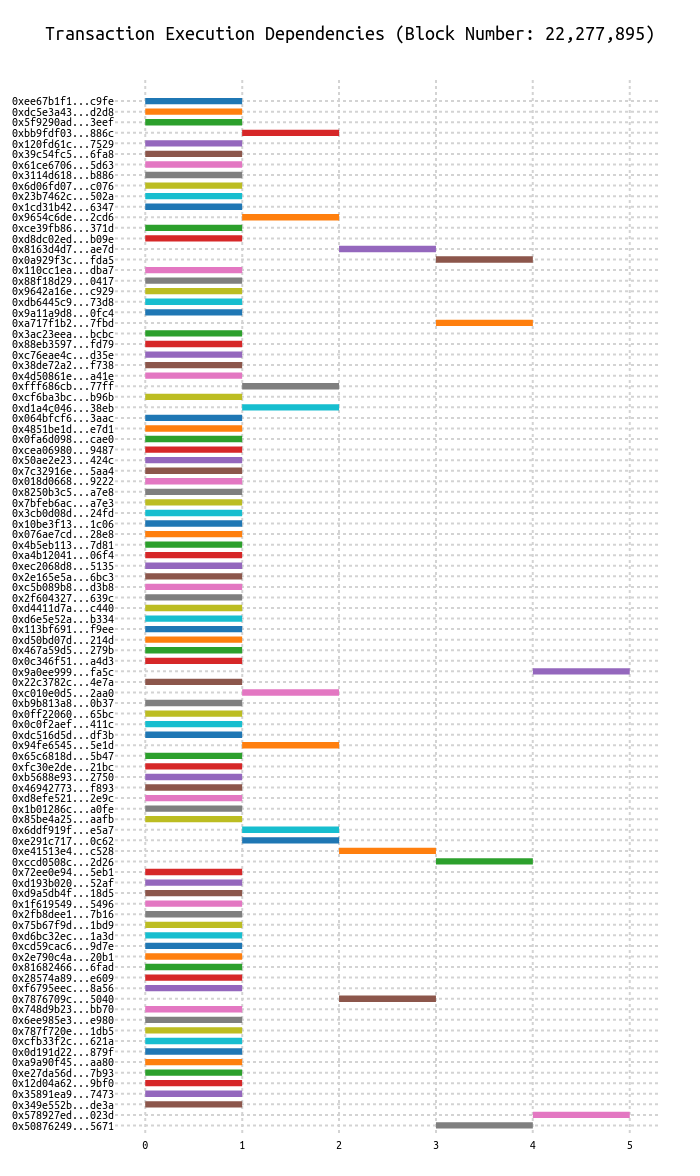 Transaction Execution Dependencies (Block Number: 22,277,895)
0xee67b1f1...c9fe
0xdc5e3a43...d2d8
0x5f9290ad...3eef
0xbb9fdf03...886c
0x120fd61c...7529
0x39c54fc5...6fa8
0x61ce6706...5d63
0x3114d618...b886
0x6d06fd07...c076
0x23b7462c...502a
0x1cd31b42...6347
0x9654c6de...2cd6
0xce39fb86...371d
0xd8dc02ed...b09e
0x8163d4d7...ae7d
0x0a929f3c...fda5
0x110cc1ea...dba7
0x88f18d29...0417
0x9642a16e...c929
0xdb6445c9...73d8
0x9a11a9d8...0fc4
0xa717f1b2...7fbd
0x3ac23eea...bcbc
0x88eb3597...fd79
0xc76eae4c...d35e
0x38de72a2...f738
0x4d50861e...a41e
0xfff686cb...77ff
0xcf6ba3bc...b96b
0xd1a4c046...38eb
0x064bfcf6...3aac
0x4851be1d...e7d1
0x0fa6d098...cae0
0xcea06980...9487
0x50ae2e23...424c
0x7c32916e...5aa4
0x018d0668...9222
0x8250b3c5...a7e8
0x7bfeb6ac...a7e3
0x3cb0d08d...24fd
0x10be3f13...1c06
0x076ae7cd...28e8
0x4b5eb113...7d81
0xa4b12041...06f4
0xec2068d8...5135
0x2e165e5a...6bc3
0xc5b089b8...d3b8
0x2f604327...639c
0xd4411d7a...c440
0xd6e5e52a...b334
0x113bf691...f9ee
0xd50bd07d...214d
0x467a59d5...279b
0x0c346f51...a4d3
0x9a0ee999...fa5c
0x22c3782c...4e7a
0xc010e0d5...2aa0
0xb9b813a8...0b37
0x0ff22060...65bc
0x0c0f2aef...411c
0xdc516d5d...df3b
0x94fe6545...5e1d
0x65c6818d...5b47
0xfc30e2de...21bc
0xb5688e93...2750
0x46942773...f893
0xd8efe521...2e9c
0x1b01286c...a0fe
0x85be4a25...aafb
0x6ddf919f...e5a7
0xe291c717...0c62
0xe41513e4...c528
0xccd0508c...2d26
0x72ee0e94...5eb1
0xd193b020...52af
0xd9a5db4f...18d5
0x1f619549...5496
0x2fb8dee1...7b16
0x75b67f9d...1bd9
0xd6bc32ec...1a3d
0xcd59cac6...9d7e
0x2e790c4a...20b1
0x81682466...6fad
0x28574a89...e609
0xf6795eec...8a56
0x7876709c...5040
0x748d9b23...bb70
0x6ee985e3...e980
0x787f720e...1db5
0xcfb33f2c...621a
0x0d191d22...879f
0xa9a90f45...aa80
0xe27da56d...7b93
0x12d04a62...9bf0
0x35891ea9...7473
0x349e552b...de3a
0x578927ed...023d
0x50876249...5671
0 1 2 3 4 5